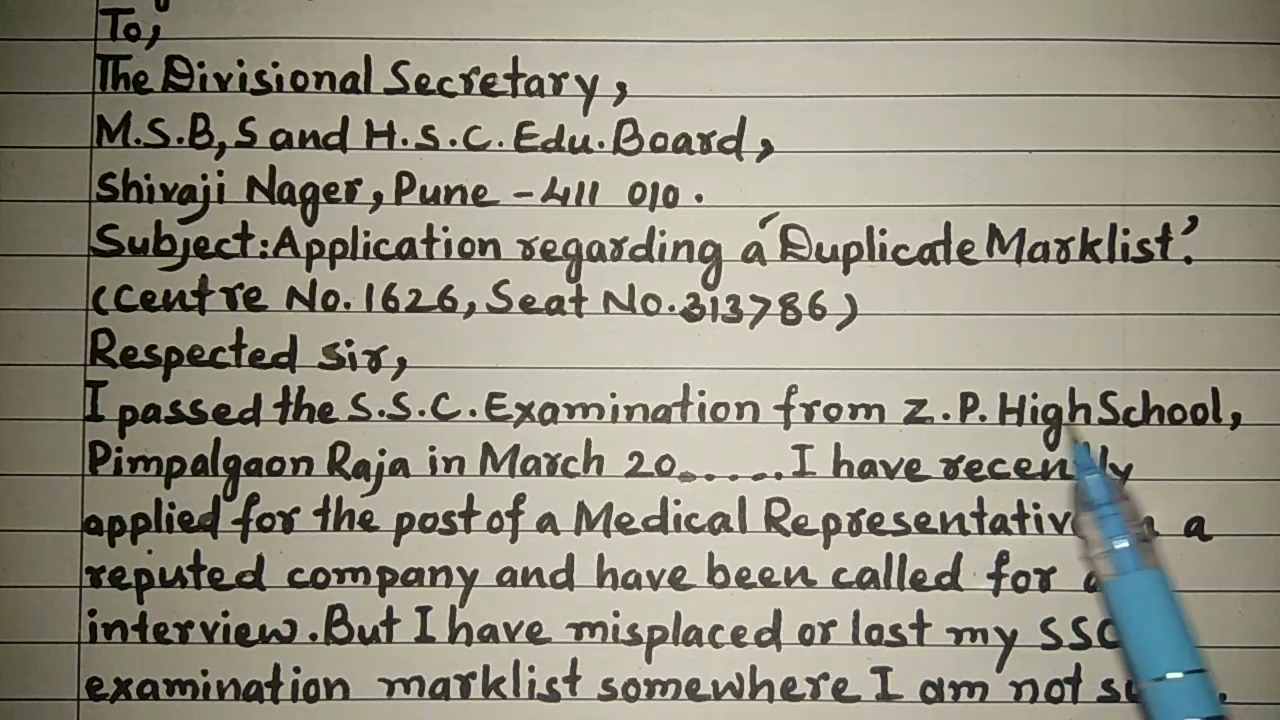 To,
The Divisional Secretary,
M.S.B, S and H.S.C. Edu. Board,
Shivaji Nager, Pune - 411 010.
Subject: Application regarding a 'Duplicate Marklist'.
(Centre No. 1626, Seat No. 313786)
Respected sir,
I passed the S.S.C. Examination from Z.P. High School,
Pimpalgaon Raja in March 20...... I have recently
applied for the post of a Medical Representative a
reputed company and have been called for
interview. But I have misplaced or lost my SSC
examination marklist somewhere I am not